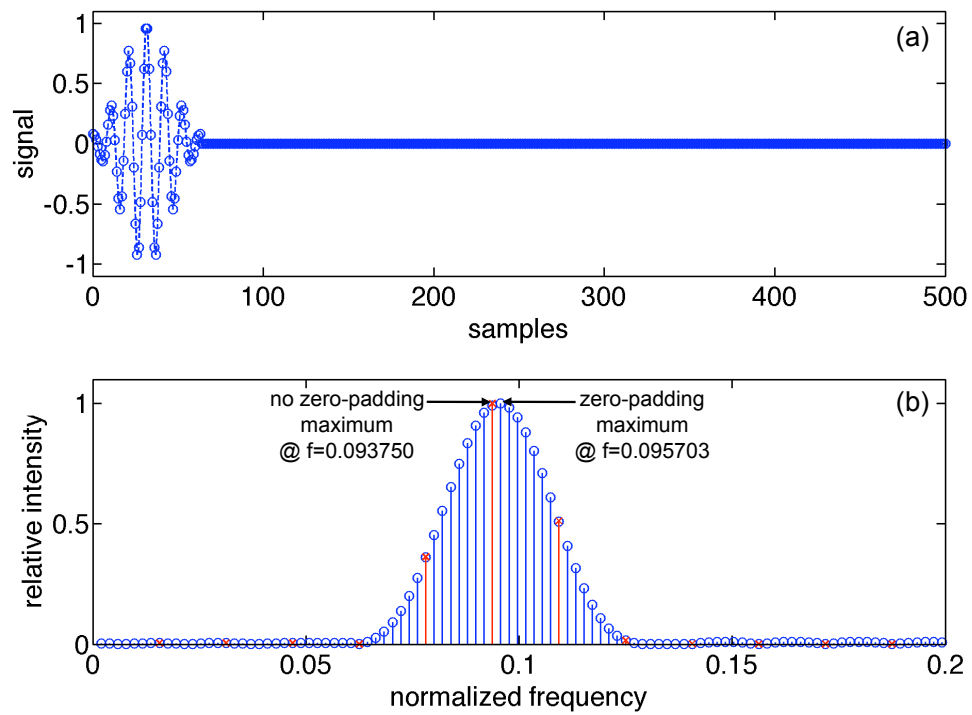 1
0.5
0
-0.5
-1
signal
(a)
0
100
200
300
400
500
samples
1
0.5
0
relative intensity
(b)
no zero-padding
maximum
@ f=0.093750
zero-padding
maximum
@ f=0.095703
0
0.05
0.1
0.15
0.2
normalized frequency